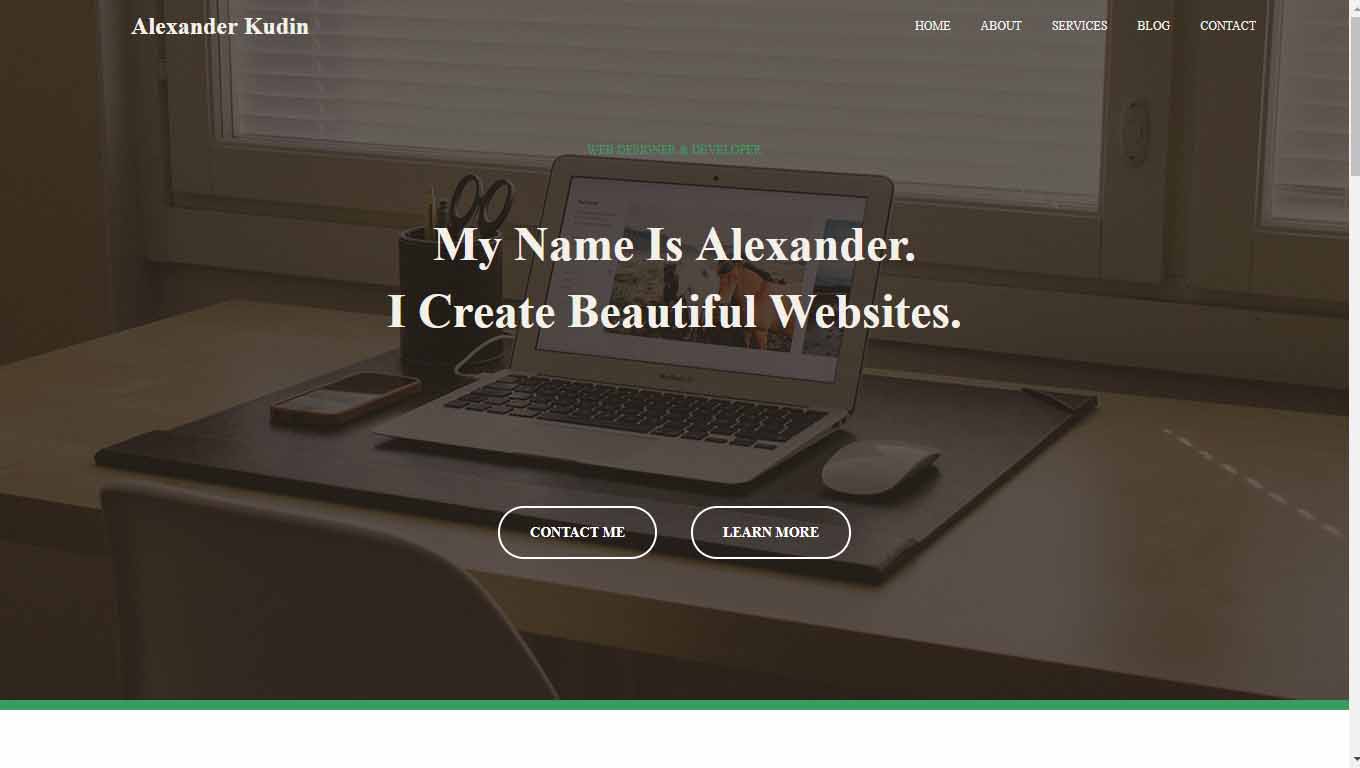 Alexander Kudin
HOME ABOUT SERVICES BLOG CONTACT
WEB DESIGNER & DEVELOPER
My Name Is Alexander.
I Create Beautiful Websites.
CONTACT ME LEARN MORE